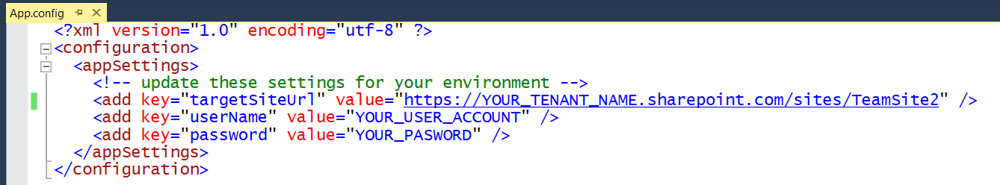 App.config
<?xml version="1.0" encoding="utf-8" ?>
<configuration>
<appSettings>
<!-- update these settings for your environment -->
<add key="targetSiteUrl" value="https://YOUR_TENANT_NAME.sharepoint.com/sites/TeamSite2" />
<add key="userName" value="YOUR_USER_ACCOUNT" />
<add key="password" value="YOUR_PASWORD" />
</appSettings>
</configuration>